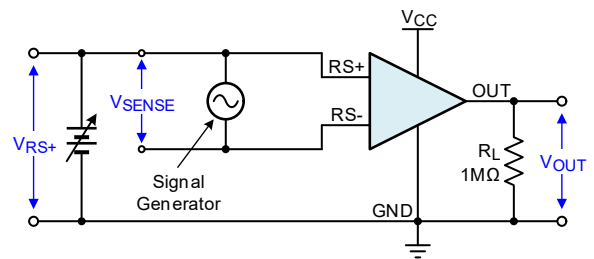 VCC
RS+
OUT
VSENSE
RS-
VRS+
RL
1MΩ
VOUT
Signal
Generator
GND